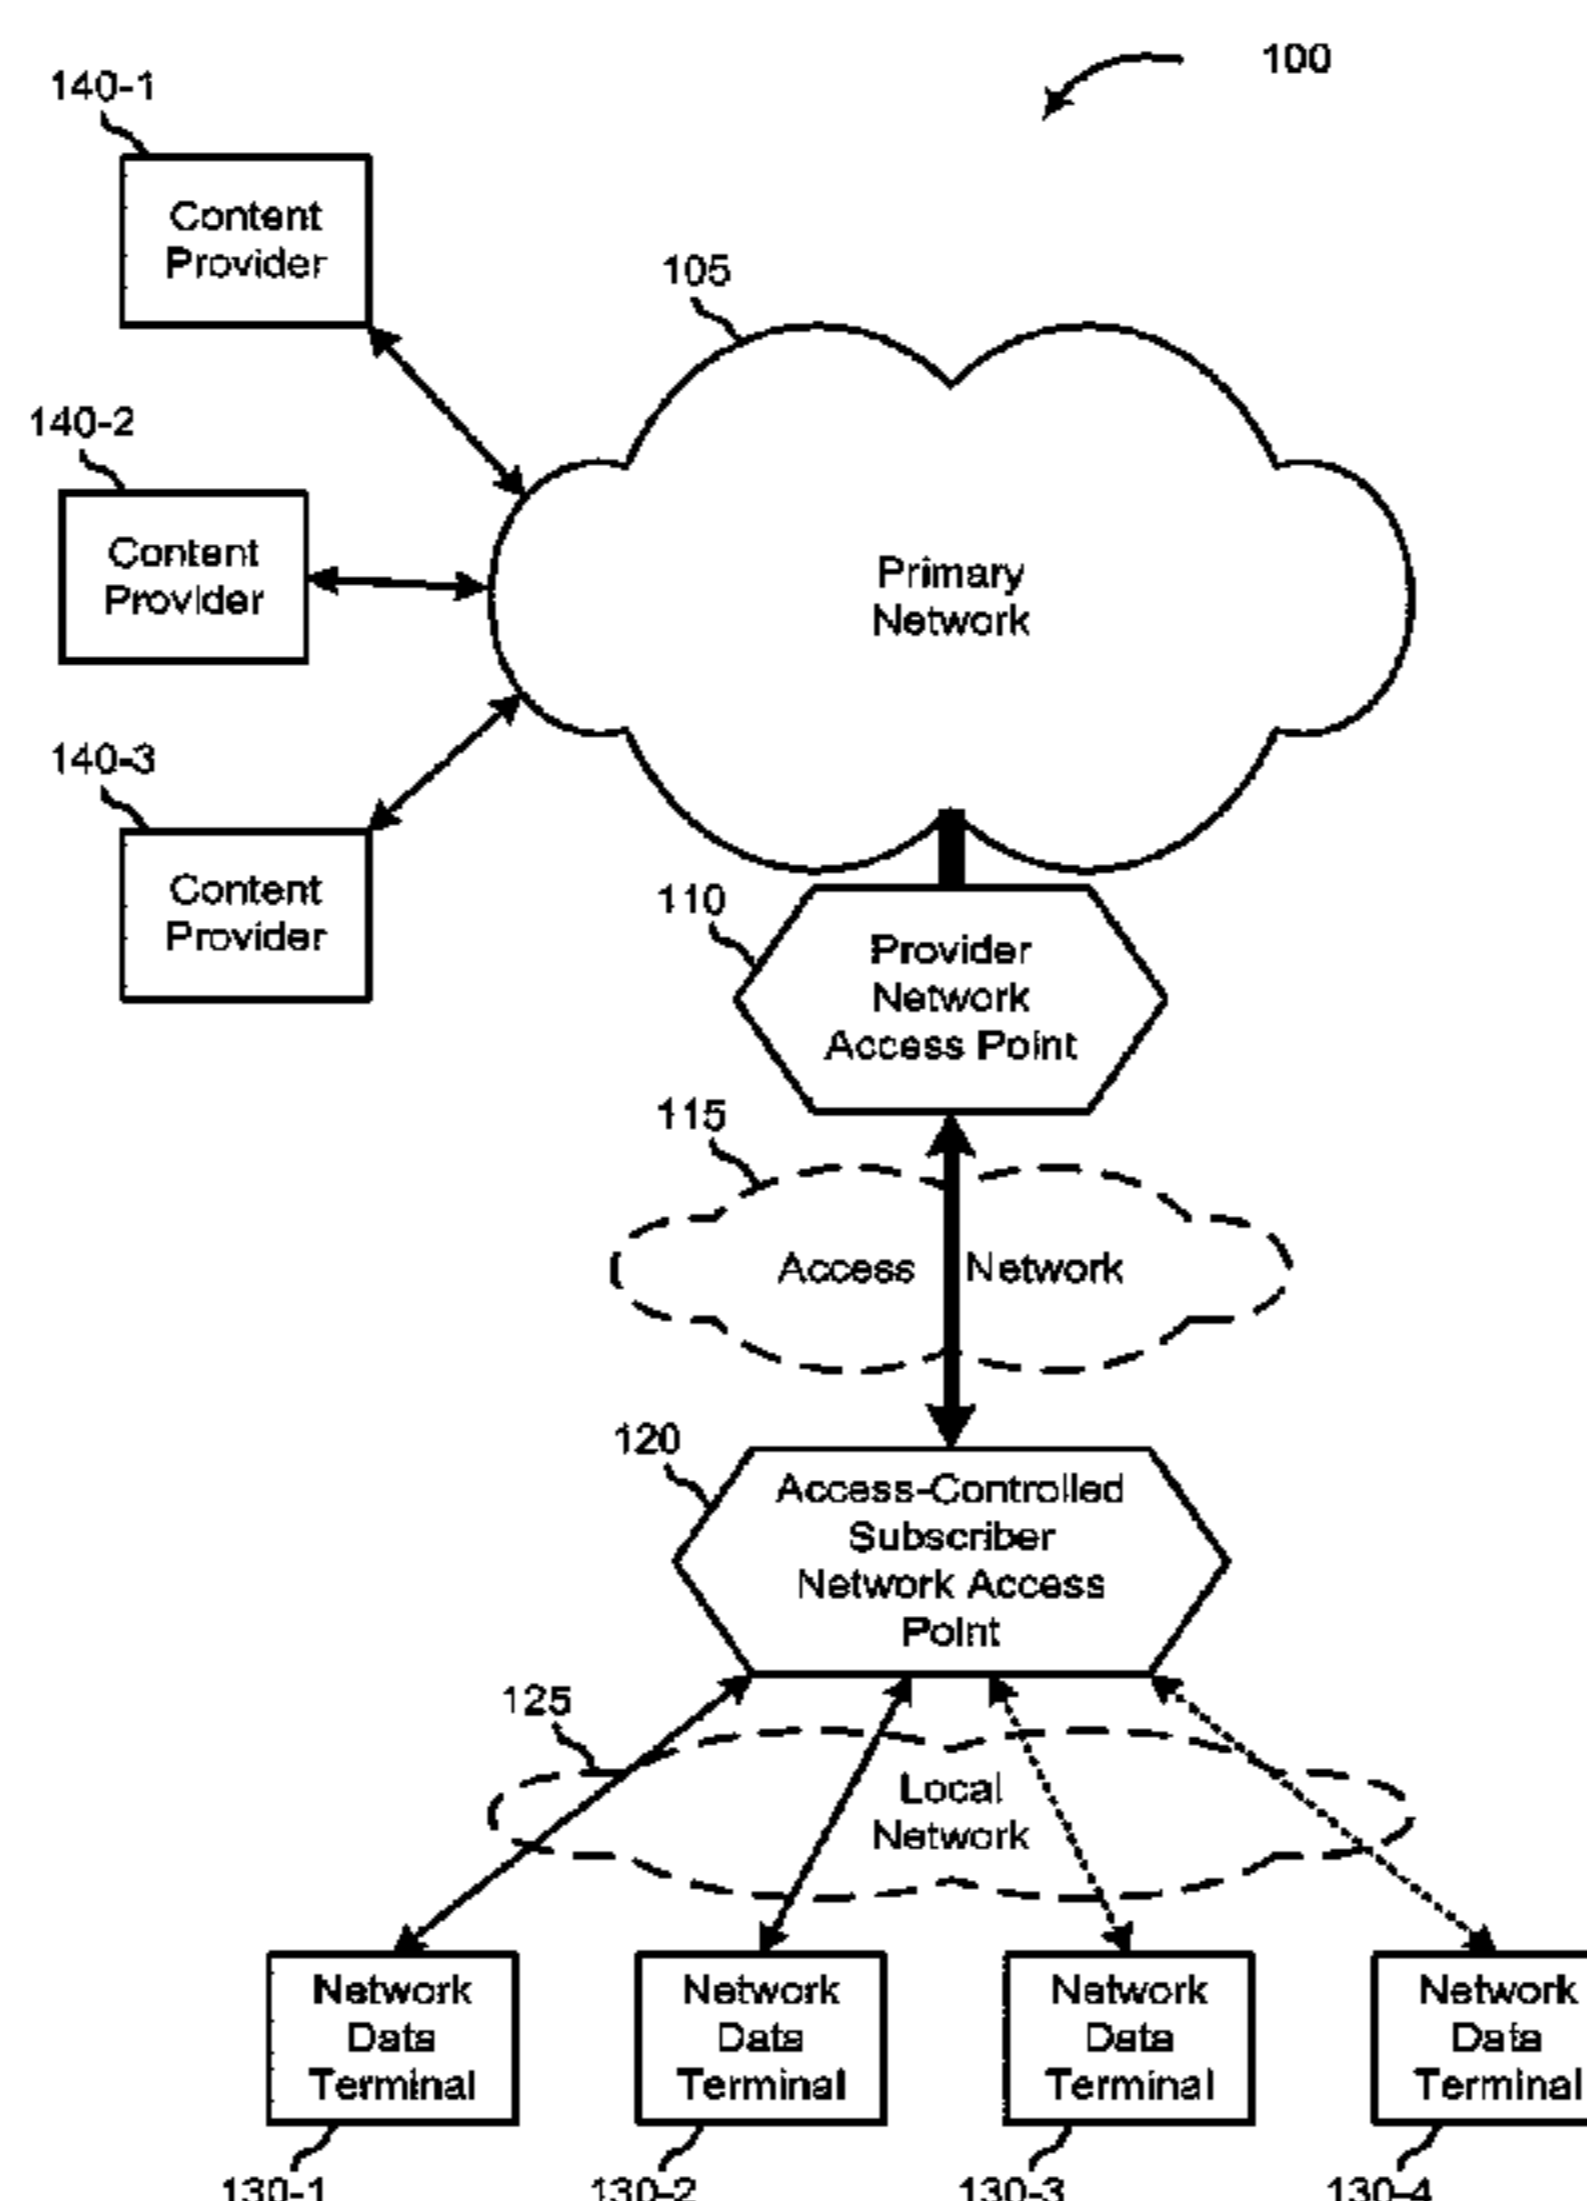 100
140-1
Content
Provider
105
140-2
Content
Provider
Primary
Network
140-3
Content
Provider
110
Provider
Network
Access Point
115
Access Network
120
Access-Controlled
Subscriber
Network Access
Point
125
Local
Network
Network
Data
Terminal
Network
Data
Terminal
Network
Data
Terminal
Network
Data
Terminal
130-1
130-2
130-3
130-4